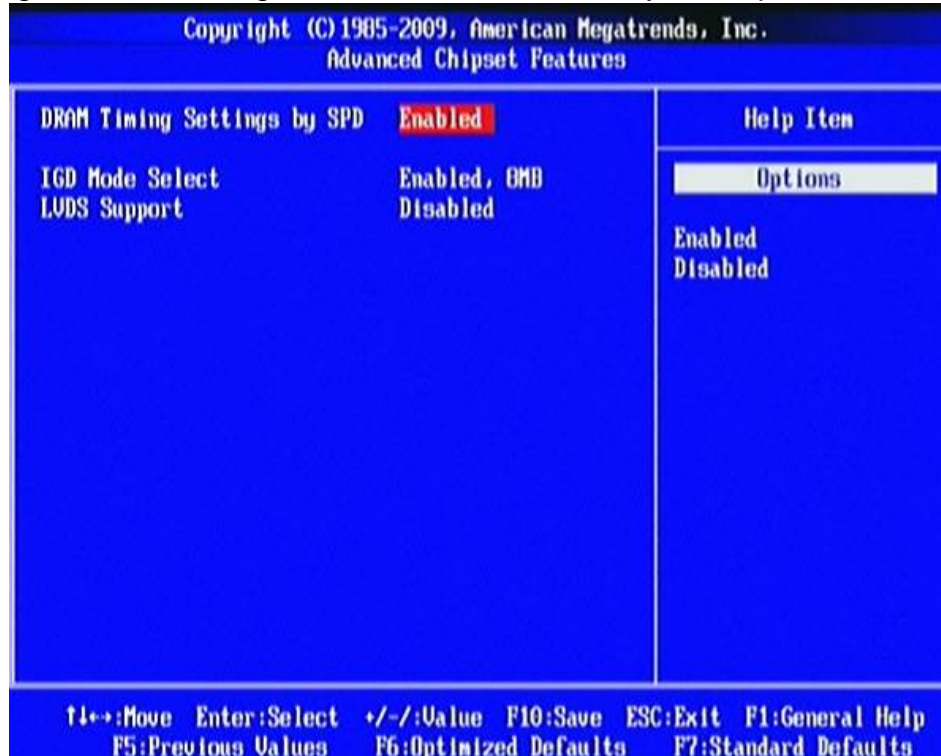 Copyright (C)1985-2009, American Megatrends, Inc.
Advanced Chipset Features
DRAM Timing Settings by SPD Enabled
IGD Mode Select Enabled, 8MB
LVDS Support Disabled
Help Item
Options
Enabled
Disabled
↑↓←→:Move Enter:Select +/-/:Value F10:Save ESC:Exit F1:General Help
F5:Previous Values F6:Optimized Defaults F7:Standard Defaults